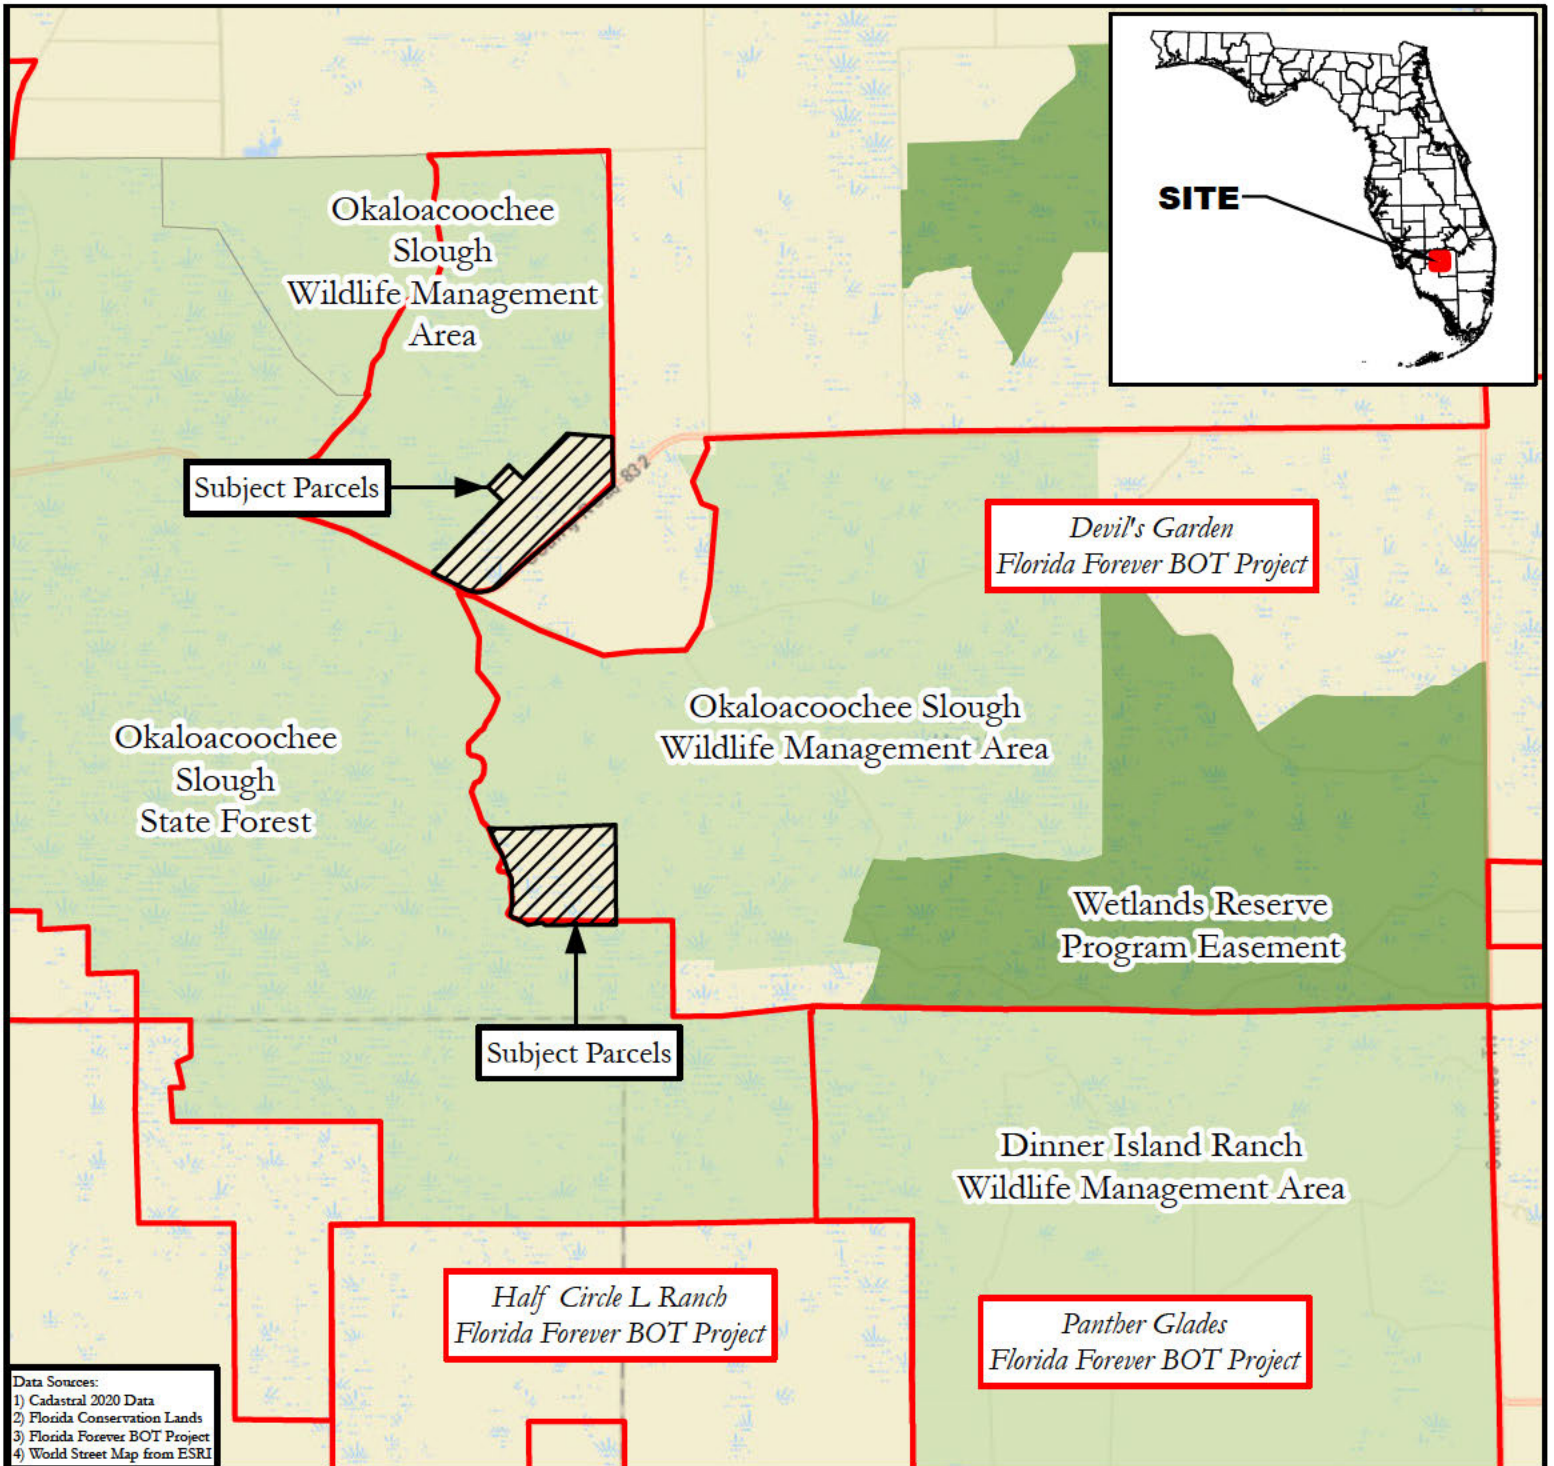 SITE
Okaloacoochee
Slough
Wildlife Management
Area
Subject Parcels
County Road 832
Devil's Garden
Florida Forever BOT Project
Okaloacoochee Slough
Wildlife Management Area
Okaloacoochee
Slough
State Forest
Wetlands Reserve
Program Easement
Subject Parcels
Dinner Island Ranch
Wildlife Management Area
Half Circle L Ranch
Florida Forever BOT Project
Panther Glades
Florida Forever BOT Project
Data Sources:
1) Cadastral 2020 Data
2) Florida Conservation Lands
3) Florida Forever BOT Project
4) World Street Map from ESRI